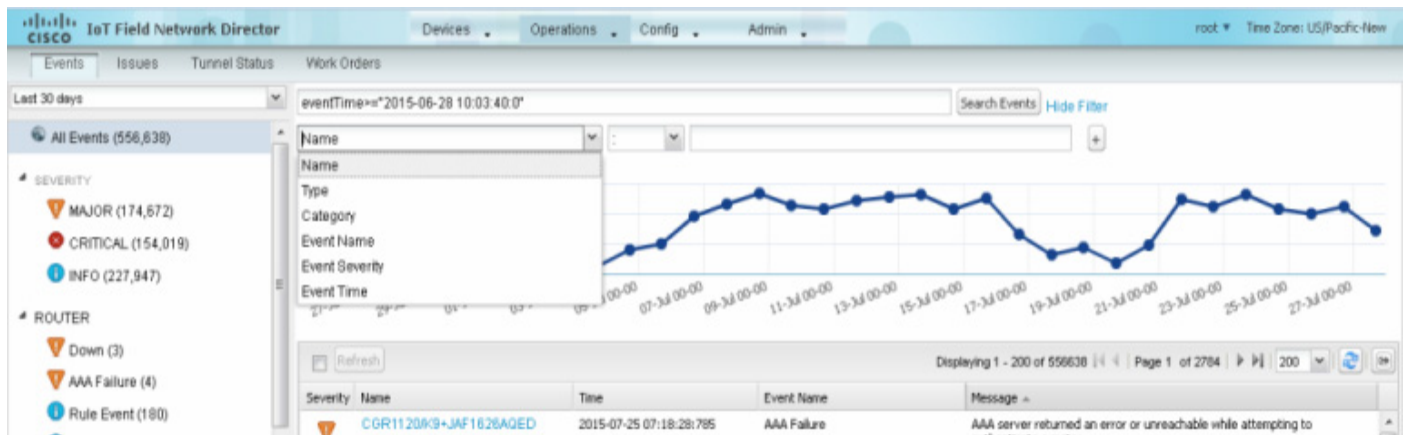 CISCO IoT Field Network Director
Devices Operations Config Admin
root Time Zone: US/Pacific-New
Events Issues Tunnel Status Work Orders
Last 30 days
eventTime>="2015-06-28 10:03:40:0"
Search Events Hide Filter
All Events (556,638)
Name :
+
Name
Type
Category
Event Name
Event Severity
Event Time
SEVERITY
MAJOR (174,672)
CRITICAL (154,019)
INFO (227,947)
ROUTER
Down (3)
AAA Failure (4)
Rule Event (180)
07-Jul 00-00 09-Jul 00-00 11-Jul 00-00 13-Jul 00-00 15-Jul 00-00 17-Jul 00-00 19-Jul 00-00 21-Jul 00-00 23-Jul 00-00 25-Jul 00-00 27-Jul 00-00
Refresh
Displaying 1 - 200 of 556638 Page 1 of 2784 200
Severity Name Time Event Name Message
CGR1120/K9+JAF1626AQED 2015-07-25 07:18:28:785 AAA Failure AAA server returned an error or unreachable while attempting to